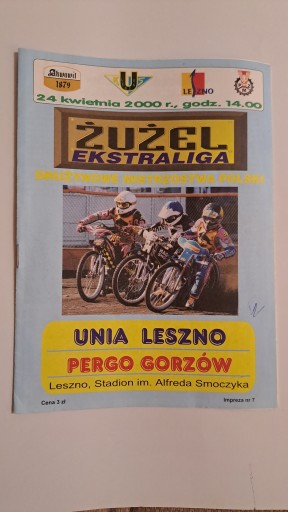 Akwawit
1879
U
LESZNO
24 kwietnia 2000 r., godz. 14.00
ŻUŻEL
EKSTRALIGA
DRUŻYNOWE MISTRZOSTWA POLSKI
UNIA LESZNO
PERGO GORZÓW
Leszno, Stadion im. Alfreda Smoczyka
Cena 3 zł
Impreza nr 7